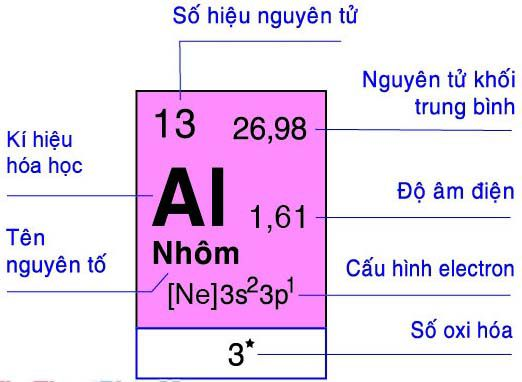 Số hiệu nguyên tử
Nguyên tử khối
trung bình
13
26,98
Kí hiệu
hóa học
Al
1,61
Độ âm điện
Tên
nguyên tố
Nhôm
[Ne]3s²3p¹
Cấu hình electron
Số oxi hóa
3*